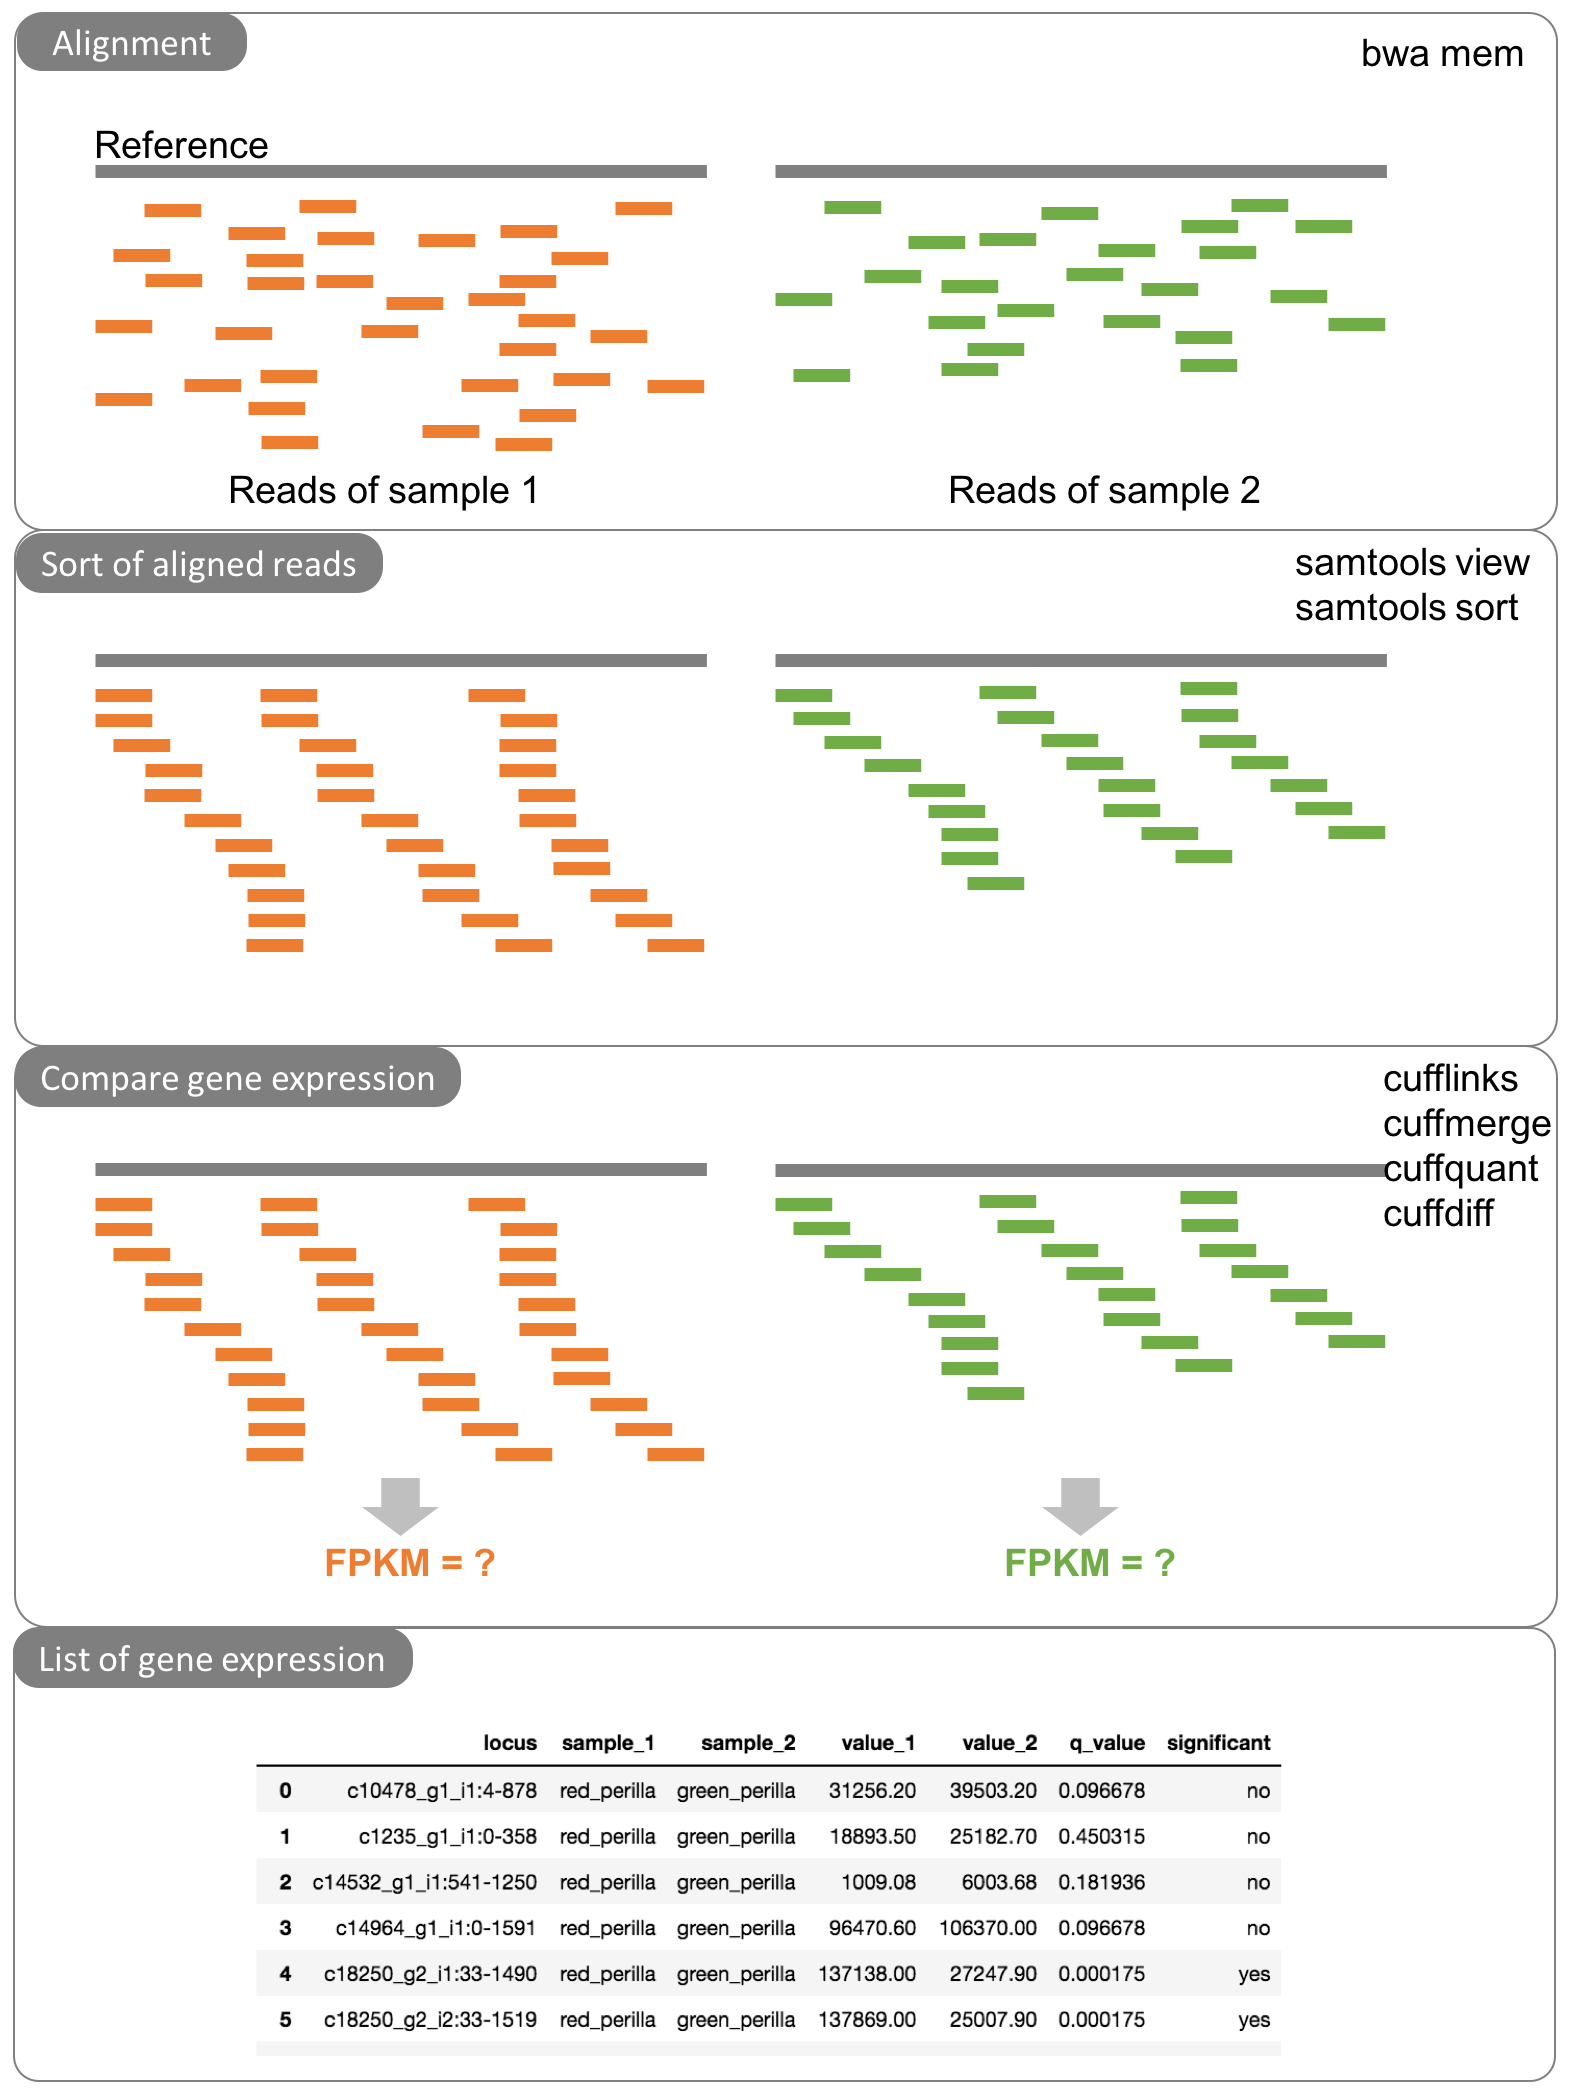 Alignment
bwa mem
Reference
Reads of sample 1
Reads of sample 2
Sort of aligned reads
samtools view
samtools sort
Compare gene expression
cufflinks
cuffmerge
cuffquant
cuffdiff
FPKM = ?
FPKM = ?
List of gene expression
locus sample_1 sample_2 value_1 value_2 q_value significant
0 c10478_g1_i1:4-878 red_perilla green_perilla 31256.20 39503.20 0.096678 no
1 c1235_g1_i1:0-358 red_perilla green_perilla 18893.50 25182.70 0.450315 no
2 c14532_g1_i1:541-1250 red_perilla green_perilla 1009.08 6003.68 0.181936 no
3 c14964_g1_i1:0-1591 red_perilla green_perilla 96470.60 106370.00 0.096678 no
4 c18250_g2_i1:33-1490 red_perilla green_perilla 137138.00 27247.90 0.000175 yes
5 c18250_g2_i2:33-1519 red_perilla green_perilla 137869.00 25007.90 0.000175 yes